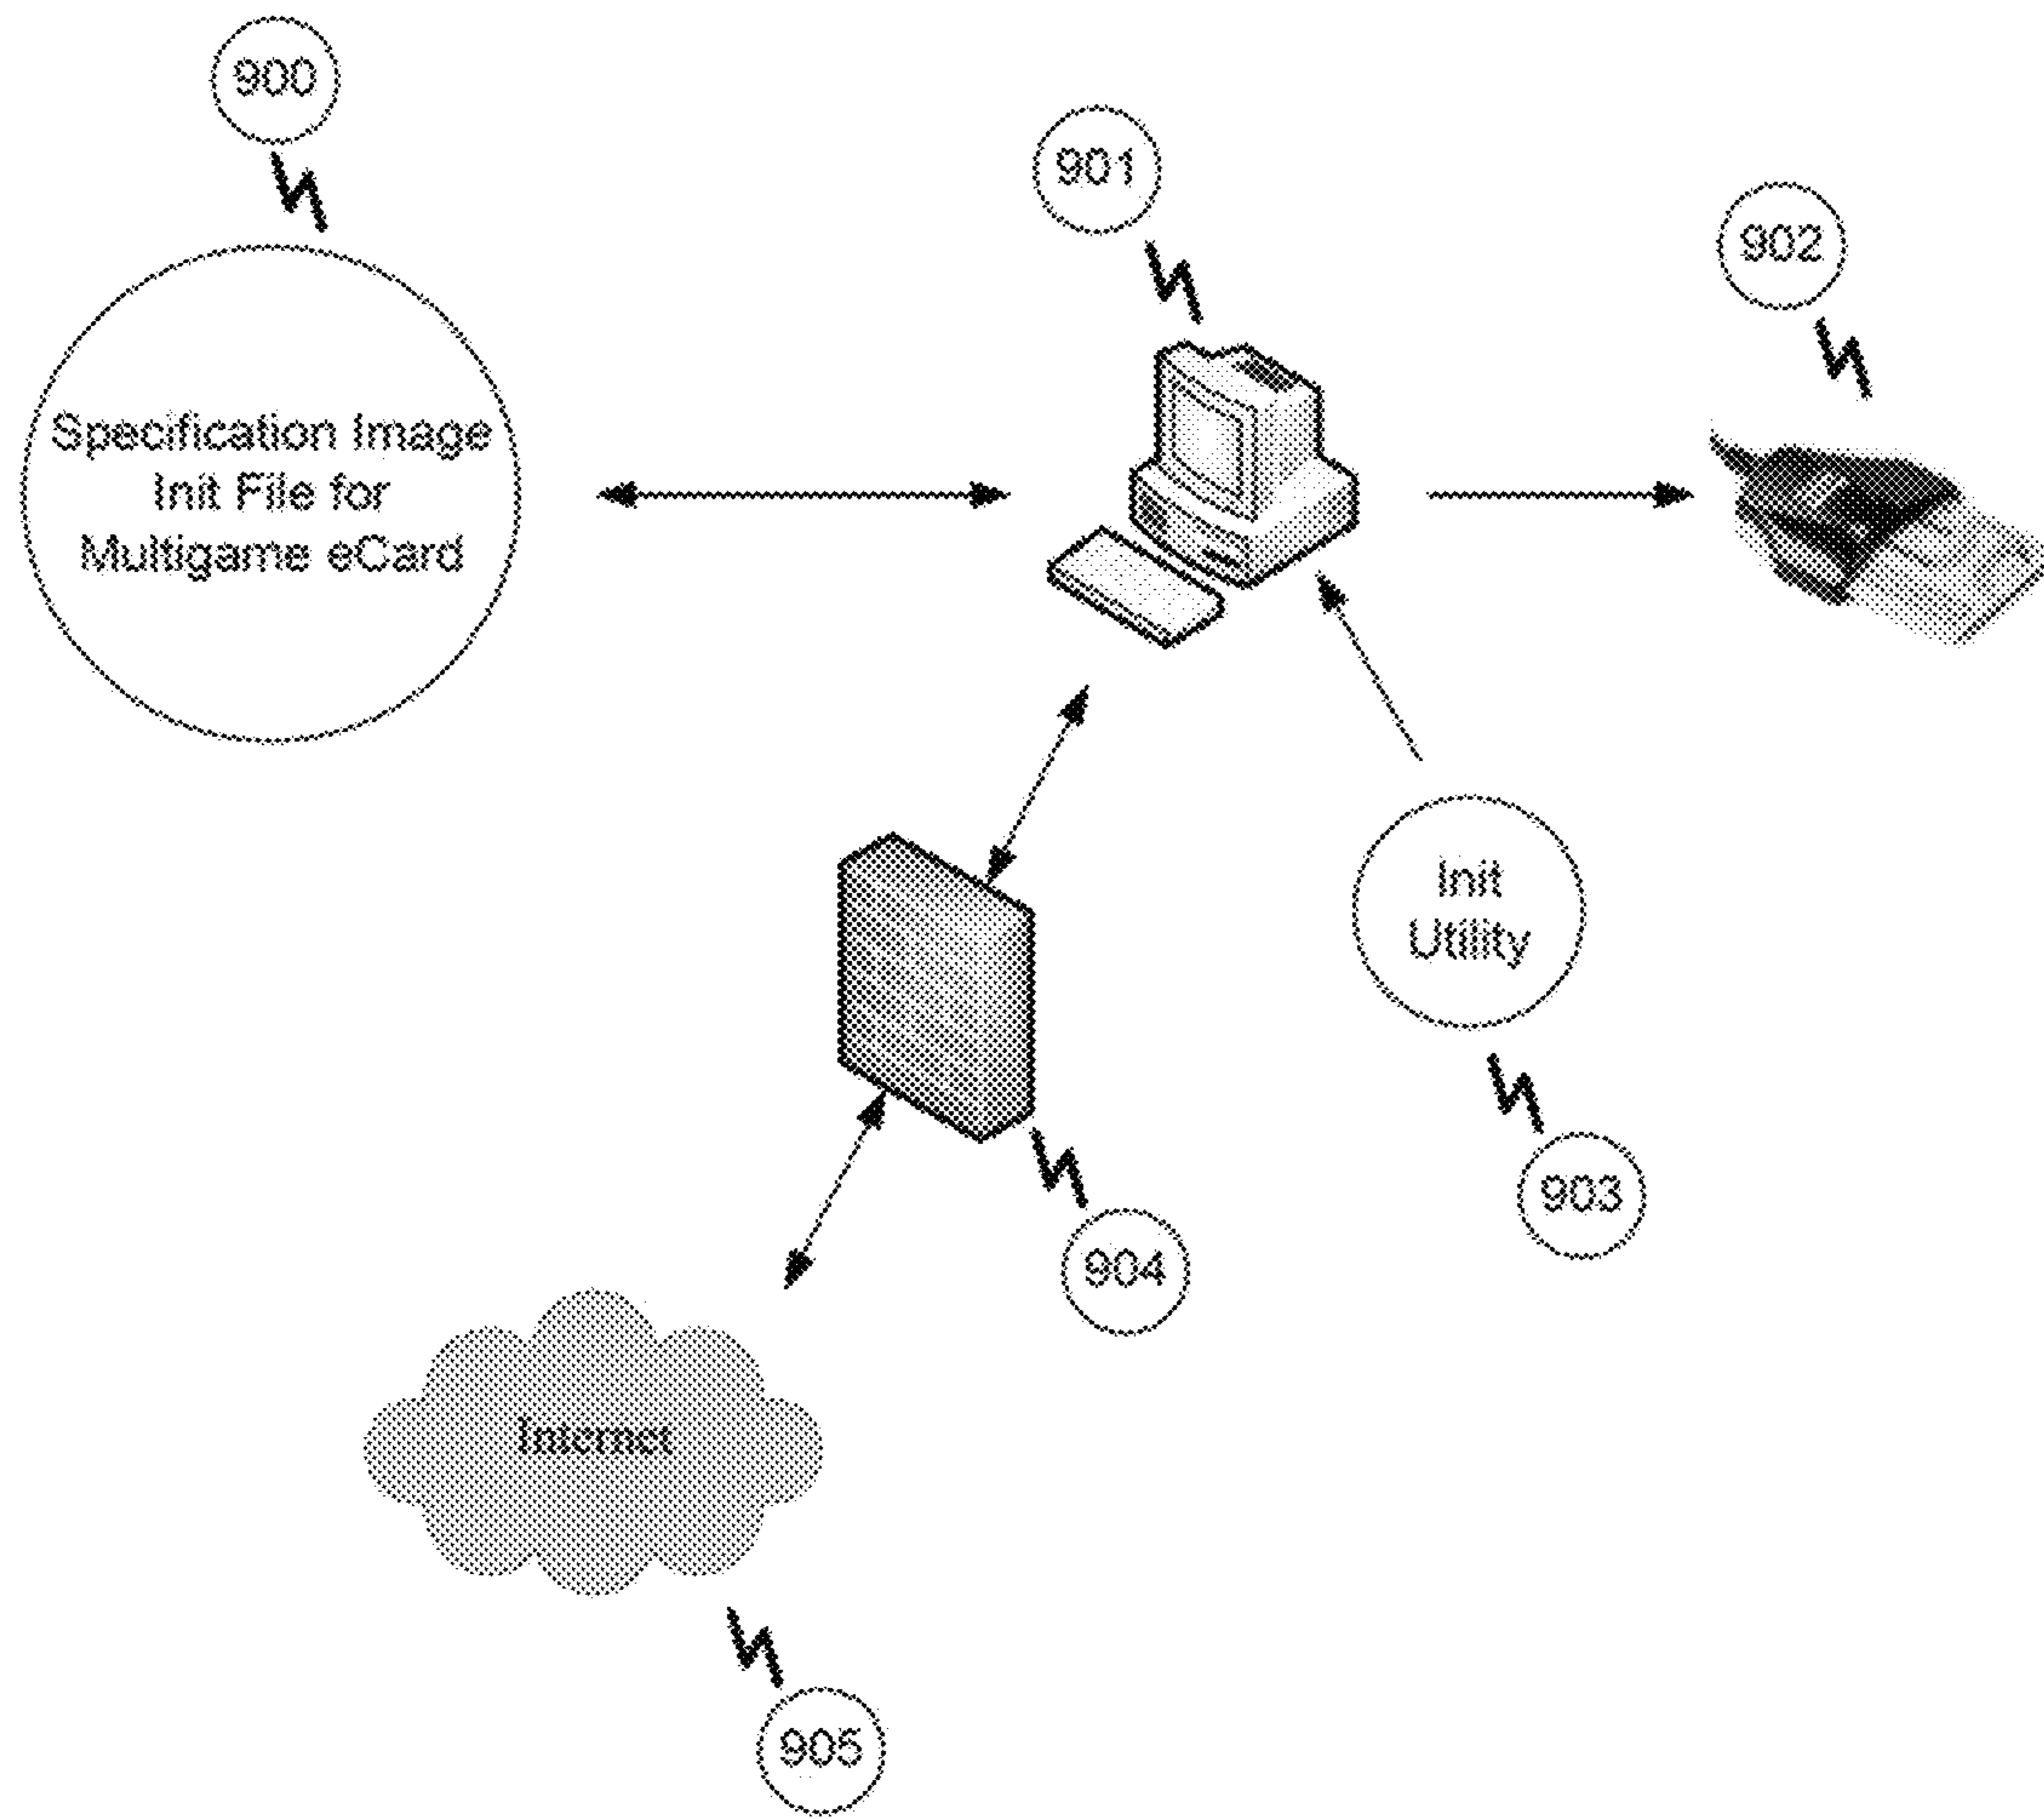 900
901
902
Specification Image
Init File for
Multigame eCard
Init
Utility
903
904
Internet
905